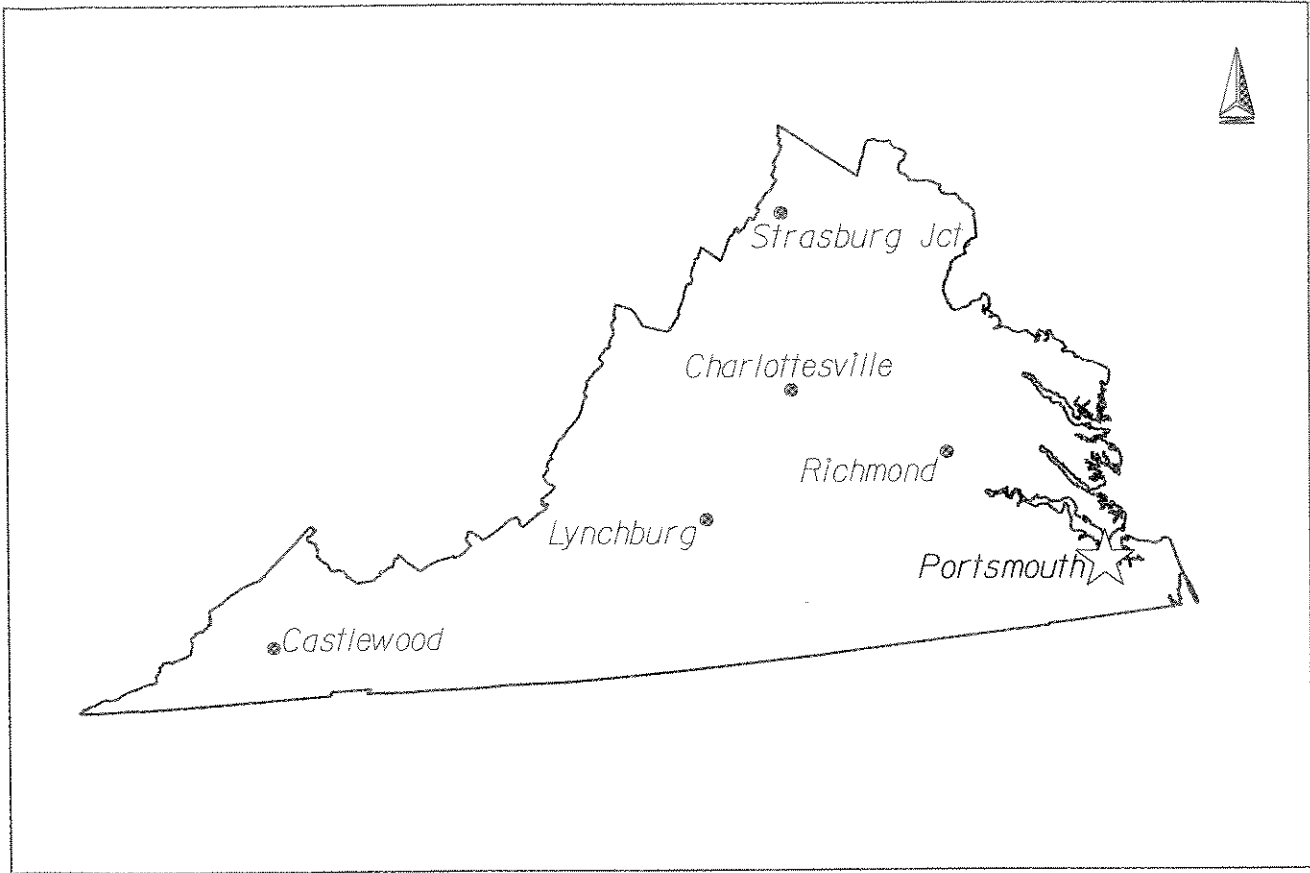 Strasburg Jct
Charlottesville
Richmond
Lynchburg
Portsmouth
Castlewood